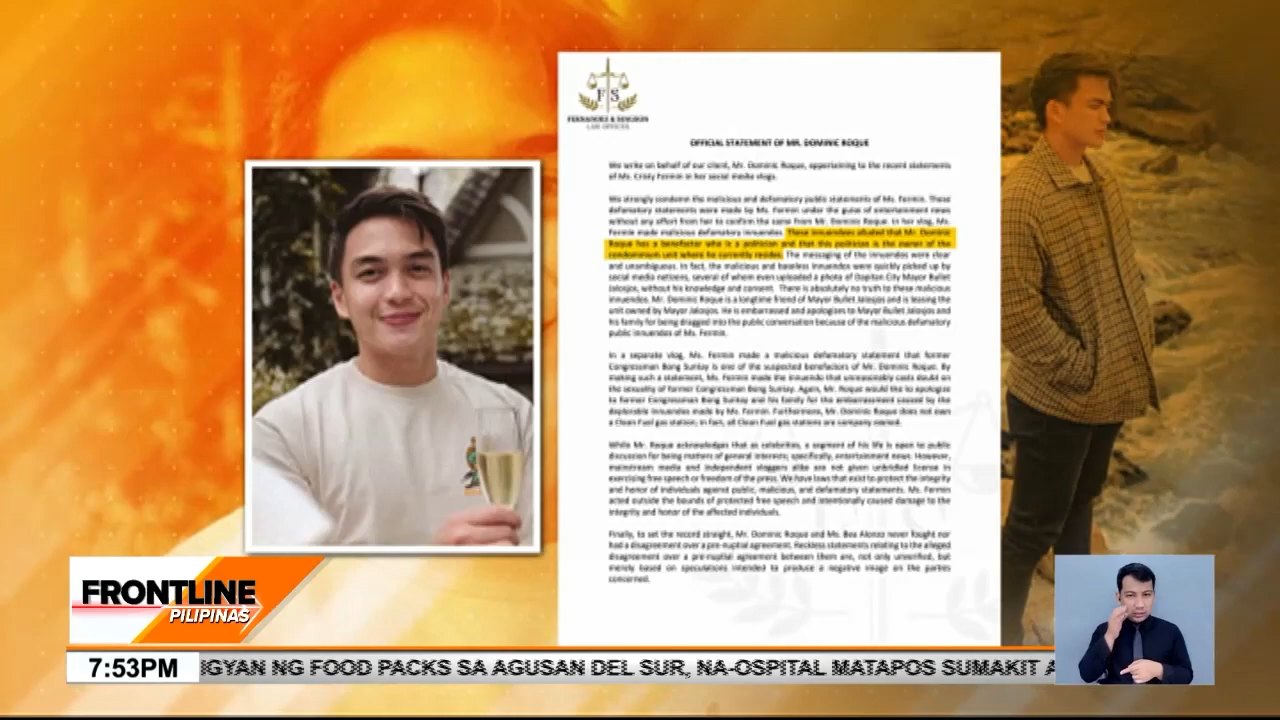 F S
FERNANDEZ & SINGSON
LAW OFFICES
OFFICIAL STATEMENT OF MR. DOMINIC ROQUE
We write on behalf of our client, Mr. Dominic Roque, appertaining to the recent statements
of Ms. Cristy Fermin in her social media vlogs.
We strongly condemn the malicious and defamatory public statements of Ms. Fermin. These
defamatory statements were made by Ms. Fermin under the guise of entertainment news
without any effort from her to confirm the same from Mr. Dominic Roque. In her vlog, Ms.
Fermin made malicious defamatory innuendos. These innuendoes alluded that Mr. Dominic
Roque has a benefactor who is a politician and that this politician is the owner of the
condominium unit where he currently resides. The messaging of the innuendos were clear
and unambiguous. In fact, the malicious and baseless innuendos were quickly picked up by
social media netizens, several of whom even uploaded a photo of Dapitan City Mayor Bullet
Jalosjos, without his knowledge and consent. There is absolutely no truth to these malicious
innuendos. Mr. Dominic Roque is a longtime friend of Mayor Bullet Jalosjos and is leasing the
unit owned by Mayor Jalosjos. He is embarrassed and apologizes to Mayor Bullet Jalosjos and
his family for being dragged into the public conversation because of the malicious defamatory
public innuendos of Ms. Fermin.
In a separate vlog, Ms. Fermin made a malicious defamatory statement that former
Congressman Bong Suntay is one of the suspected benefactors of Mr. Dominic Roque. By
making such a statement, Ms. Fermin made the innuendo that unreasonably casts doubt on
the sexuality of former Congressman Bong Suntay. Again, Mr. Roque would like to apologize
to former Congressman Bong Suntay and his family for the embarrassment caused by the
deplorable innuendos made by Ms. Fermin. Furthermore, Mr. Dominic Roque does not own
a Clean Fuel gas station; in fact, all Clean Fuel gas stations are company owned.
While Mr. Roque acknowledges that as celebrities, a segment of his life is open to public
discussion for being matters of general interests; specifically, entertainment news. However,
mainstream media and independent vloggers alike are not given unbridled license in
exercising free speech or freedom of the press. We have laws that exist to protect the integrity
and honor of individuals against public, malicious, and defamatory statements. Ms. Fermin
acted outside the bounds of protected free speech and intentionally caused damage to the
integrity and honor of the affected individuals.
Finally, to set the record straight, Mr. Dominic Roque and Ms. Bea Alonzo never fought nor
had a disagreement over a pre-nuptial agreement. Reckless statements relating to the alleged
disagreement over a pre-nuptial agreement between them are, not only unverified, but
merely based on speculations intended to produce a negative image on the parties
concerned.
FRONTLINE
PILIPINAS
7:53PM
IGYAN NG FOOD PACKS SA AGUSAN DEL SUR, NA-OSPITAL MATAPOS SUMAKIT A